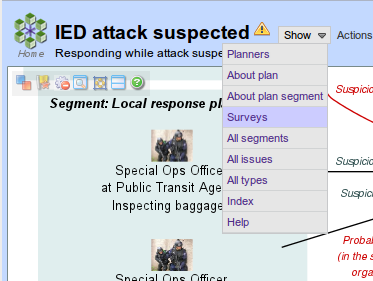 IED attack suspected
Show
Actions
Home
Responding while attack suspe
Planners
About plan
About plan segment
Surveys
All segments
All issues
All types
Index
Help
Segment: Local response pl
Special Ops Office
at Public Transit Age
Inspecting baggage
Special Ops Officer
Suspicio
Suspicio
Suspicio
Probal
(in the s
orga